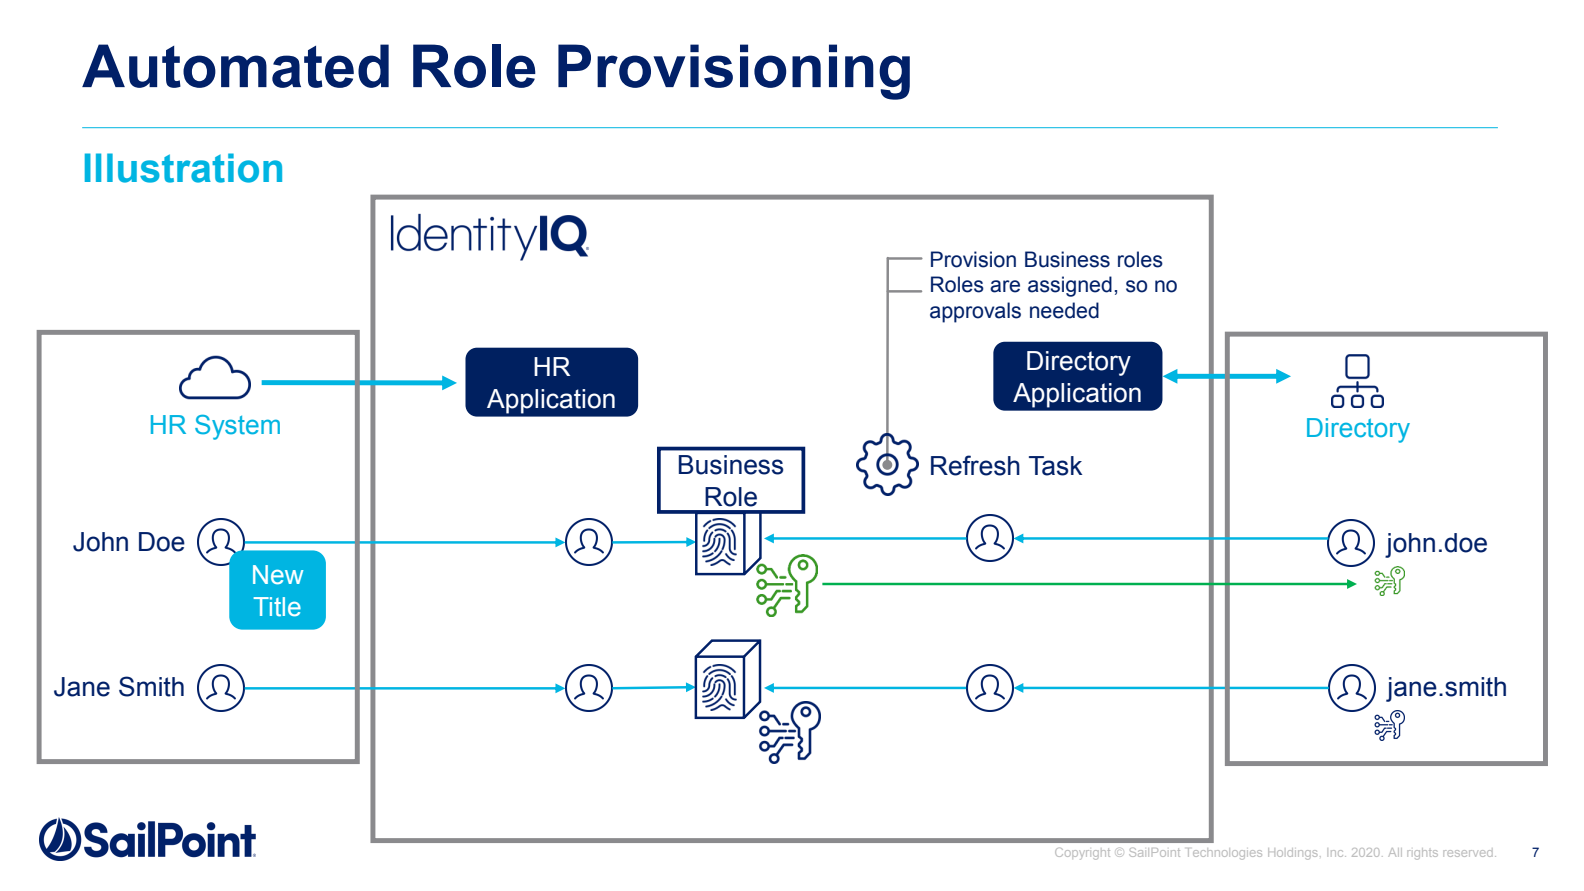 Automated Role Provisioning
Illustration
IdentityIQ
Provision Business roles
Roles are assigned, so no
approvals needed
HR
Application
Directory
Application
HR System
Directory
Business
Role
Refresh Task
John Doe
john.doe
New
Title
Jane Smith
jane.smith
SailPoint
Copyright © SailPoint Technologies Holdings, Inc. 2020. All rights reserved.
7